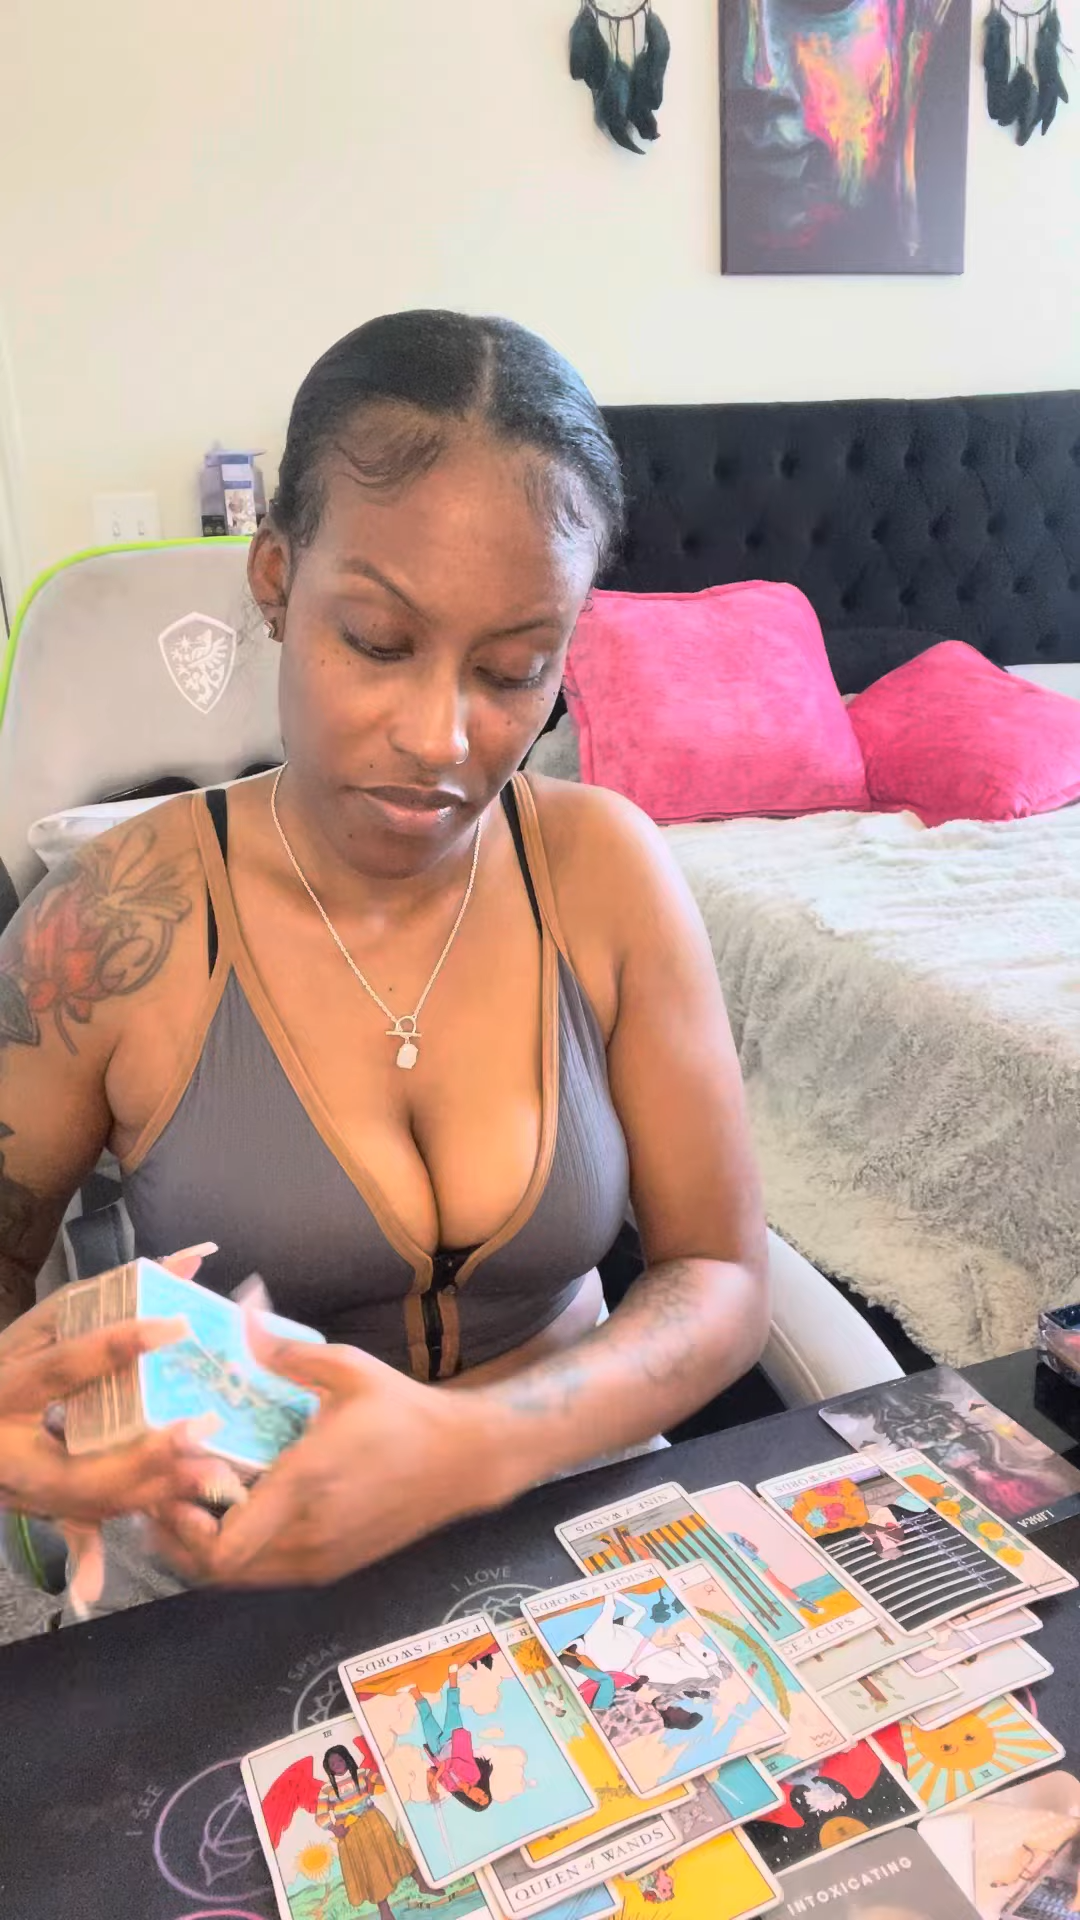 LIBRA
NINE of SWORDS
NINE of WANDS
KNIGHT of SWORDS
GE of CUPS
I LOVE
I SPEAK
I SEE
PAGE of SWORDS
QUEEN of WANDS
INTOXICATING